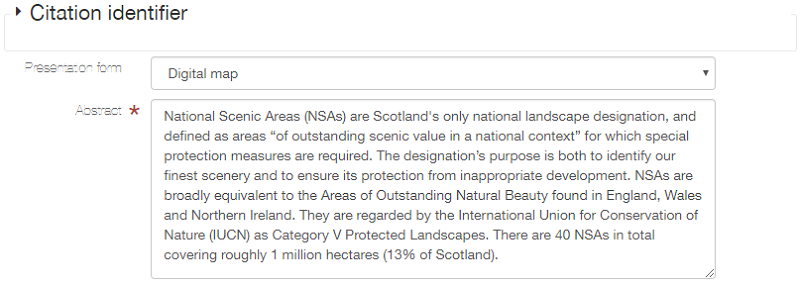 Citation identifier
Presentation form
Digital map
Abstract *
National Scenic Areas (NSAs) are Scotland's only national landscape designation, and
defined as areas “of outstanding scenic value in a national context” for which special
protection measures are required. The designation’s purpose is both to identify our
finest scenery and to ensure its protection from inappropriate development. NSAs are
broadly equivalent to the Areas of Outstanding Natural Beauty found in England, Wales
and Northern Ireland. They are regarded by the International Union for Conservation of
Nature (IUCN) as Category V Protected Landscapes. There are 40 NSAs in total
covering roughly 1 million hectares (13% of Scotland).